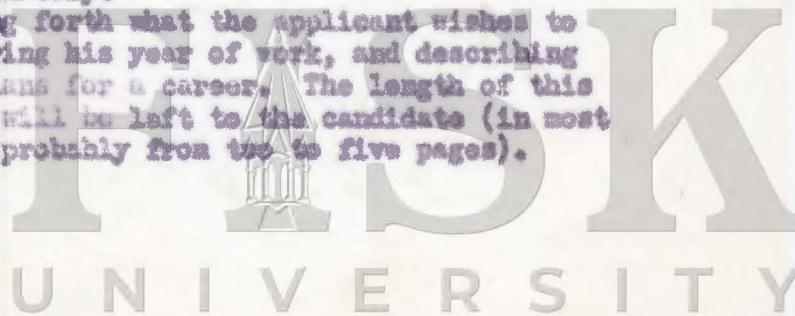 g forth what the applicant wishes to
ring his year of work, and describing
ans for a career. The length of this
will be left to the candidate (in most
probably from two to five pages).
FISK
UNIVERSITY